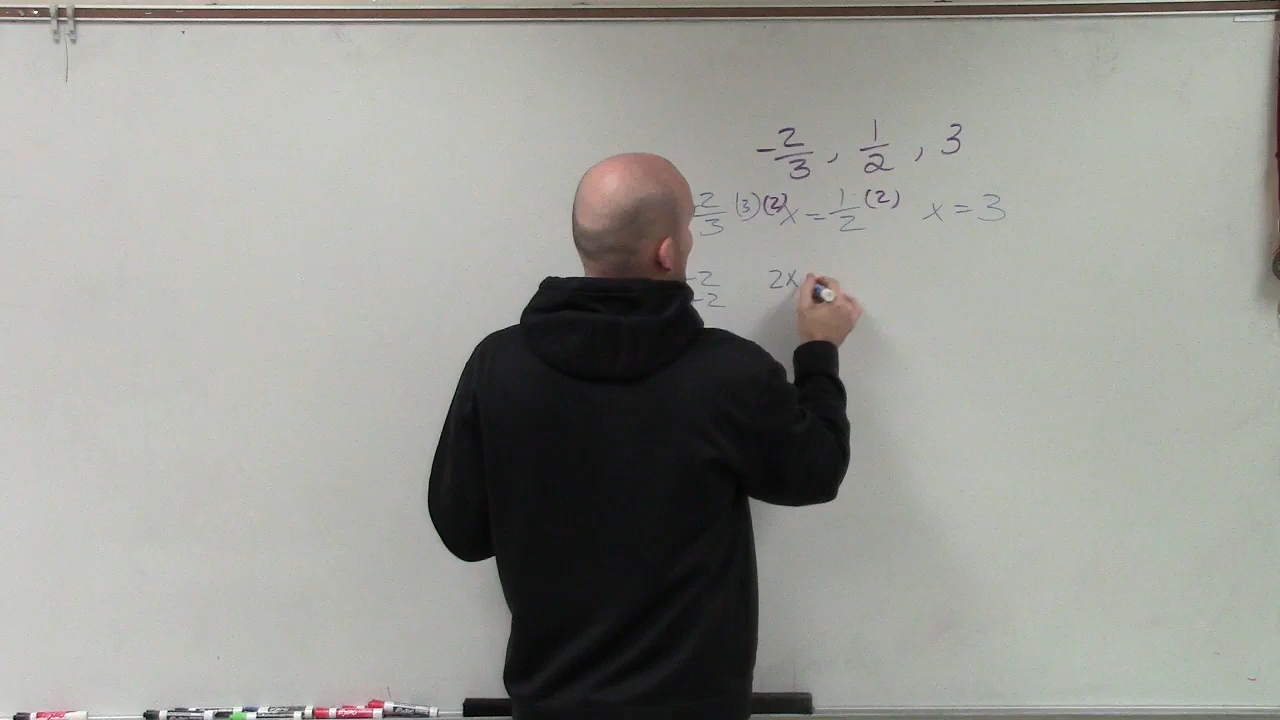 -2/3, 1/2, 3
2/3 (3) (2)x = 1/2 (2) x = 3
-2 2x
-2